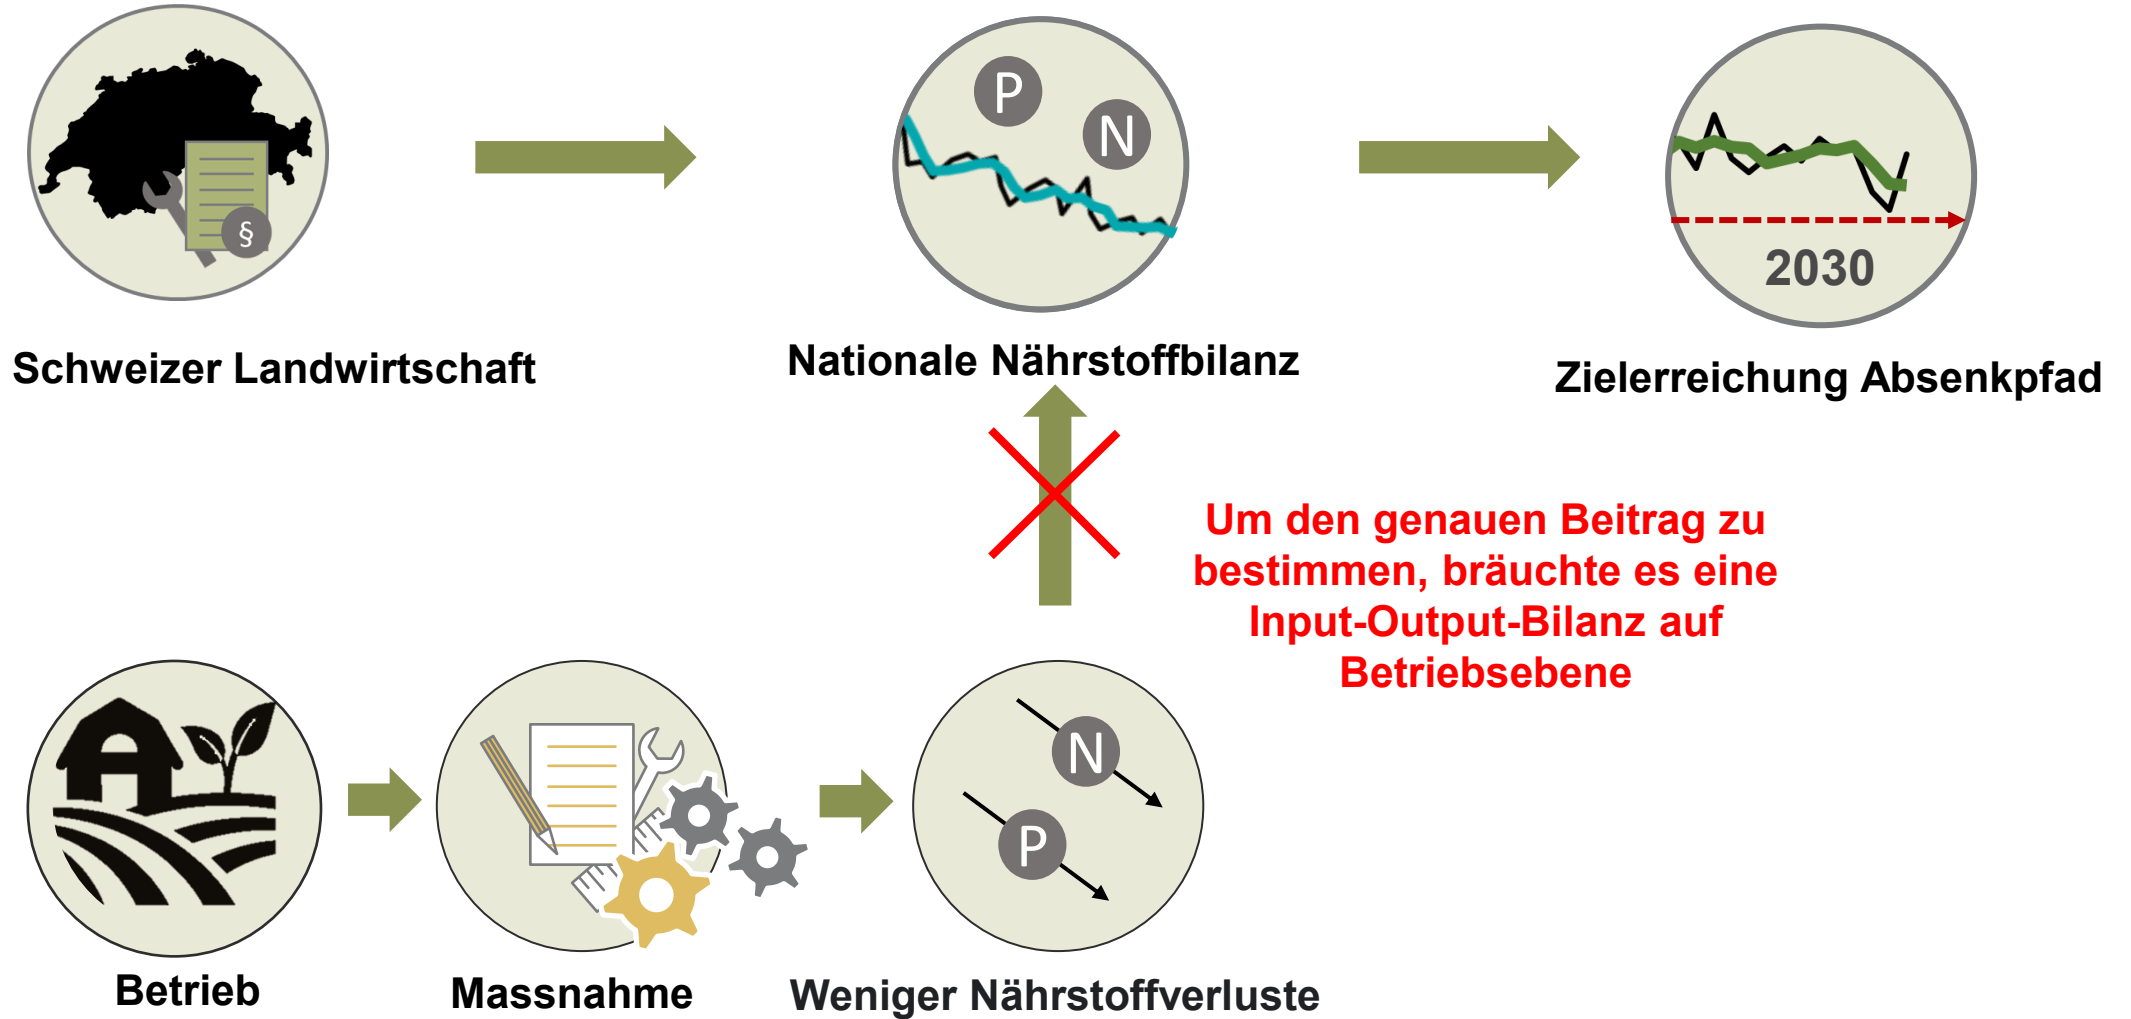 §
P
N
2030
Schweizer Landwirtschaft
Nationale Nährstoffbilanz
Zielerreichung Absenkpfad
Um den genauen Beitrag zu
bestimmen, bräuchte es eine
Input-Output-Bilanz auf
Betriebsebene
N
P
Betrieb
Massnahme
Weniger Nährstoffverluste